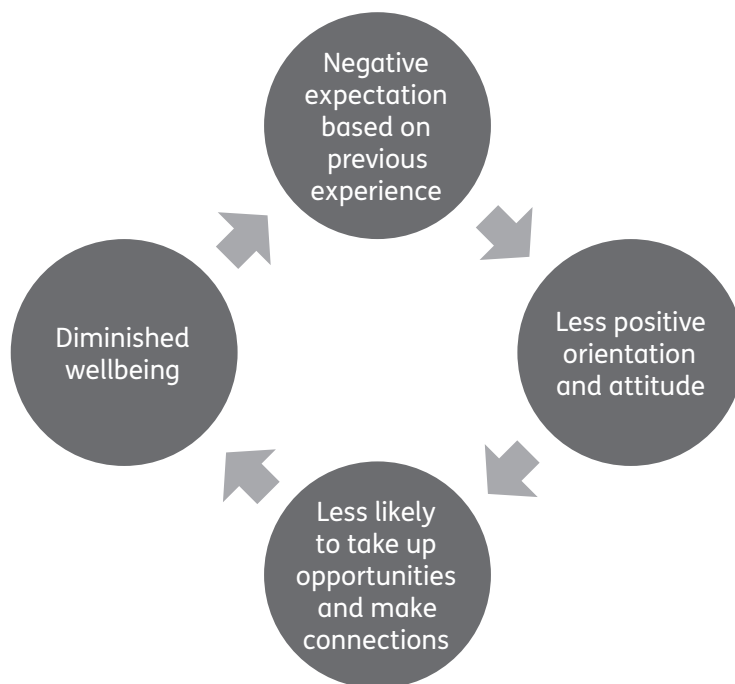 Negative
expectation
based on
previous
experience
Less positive
orientation
and attitude
Less likely
to take up
opportunities
and make
connections
Diminished
wellbeing